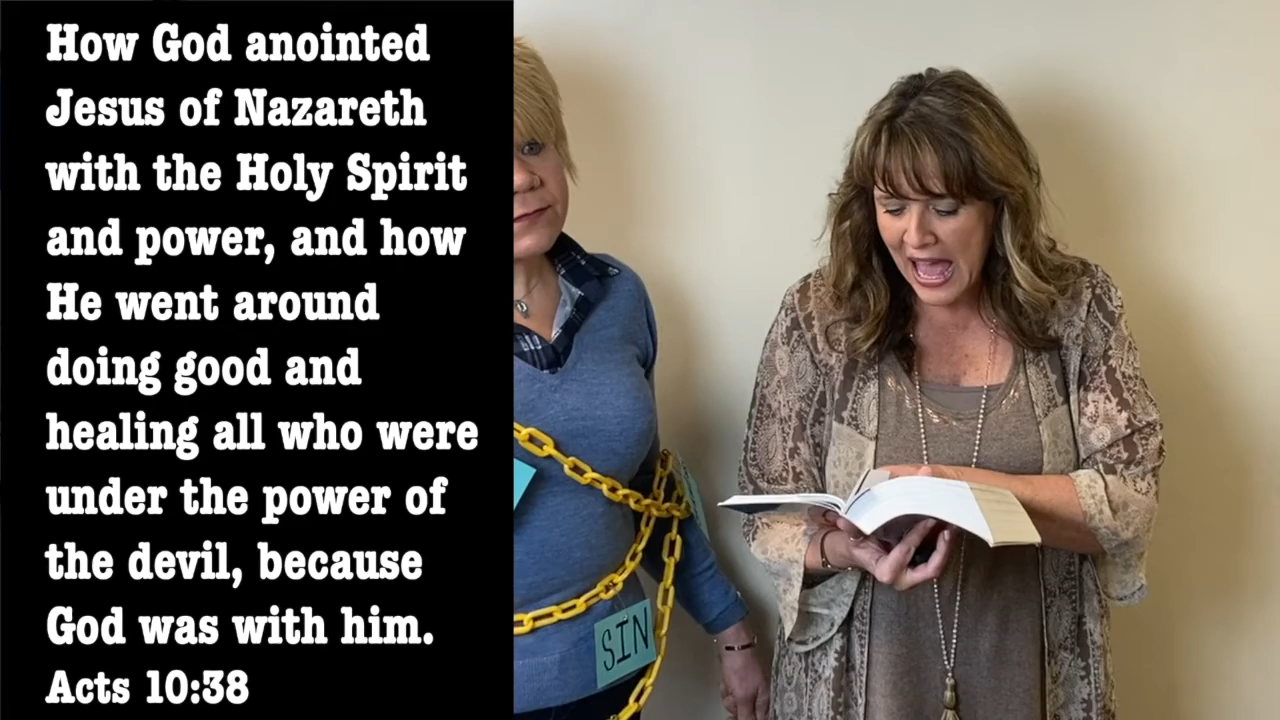 How God anointed
Jesus of Nazareth
with the Holy Spirit
and power, and how
He went around
doing good and
healing all who were
under the power of
the devil, because
God was with him.
Acts 10:38
SIN